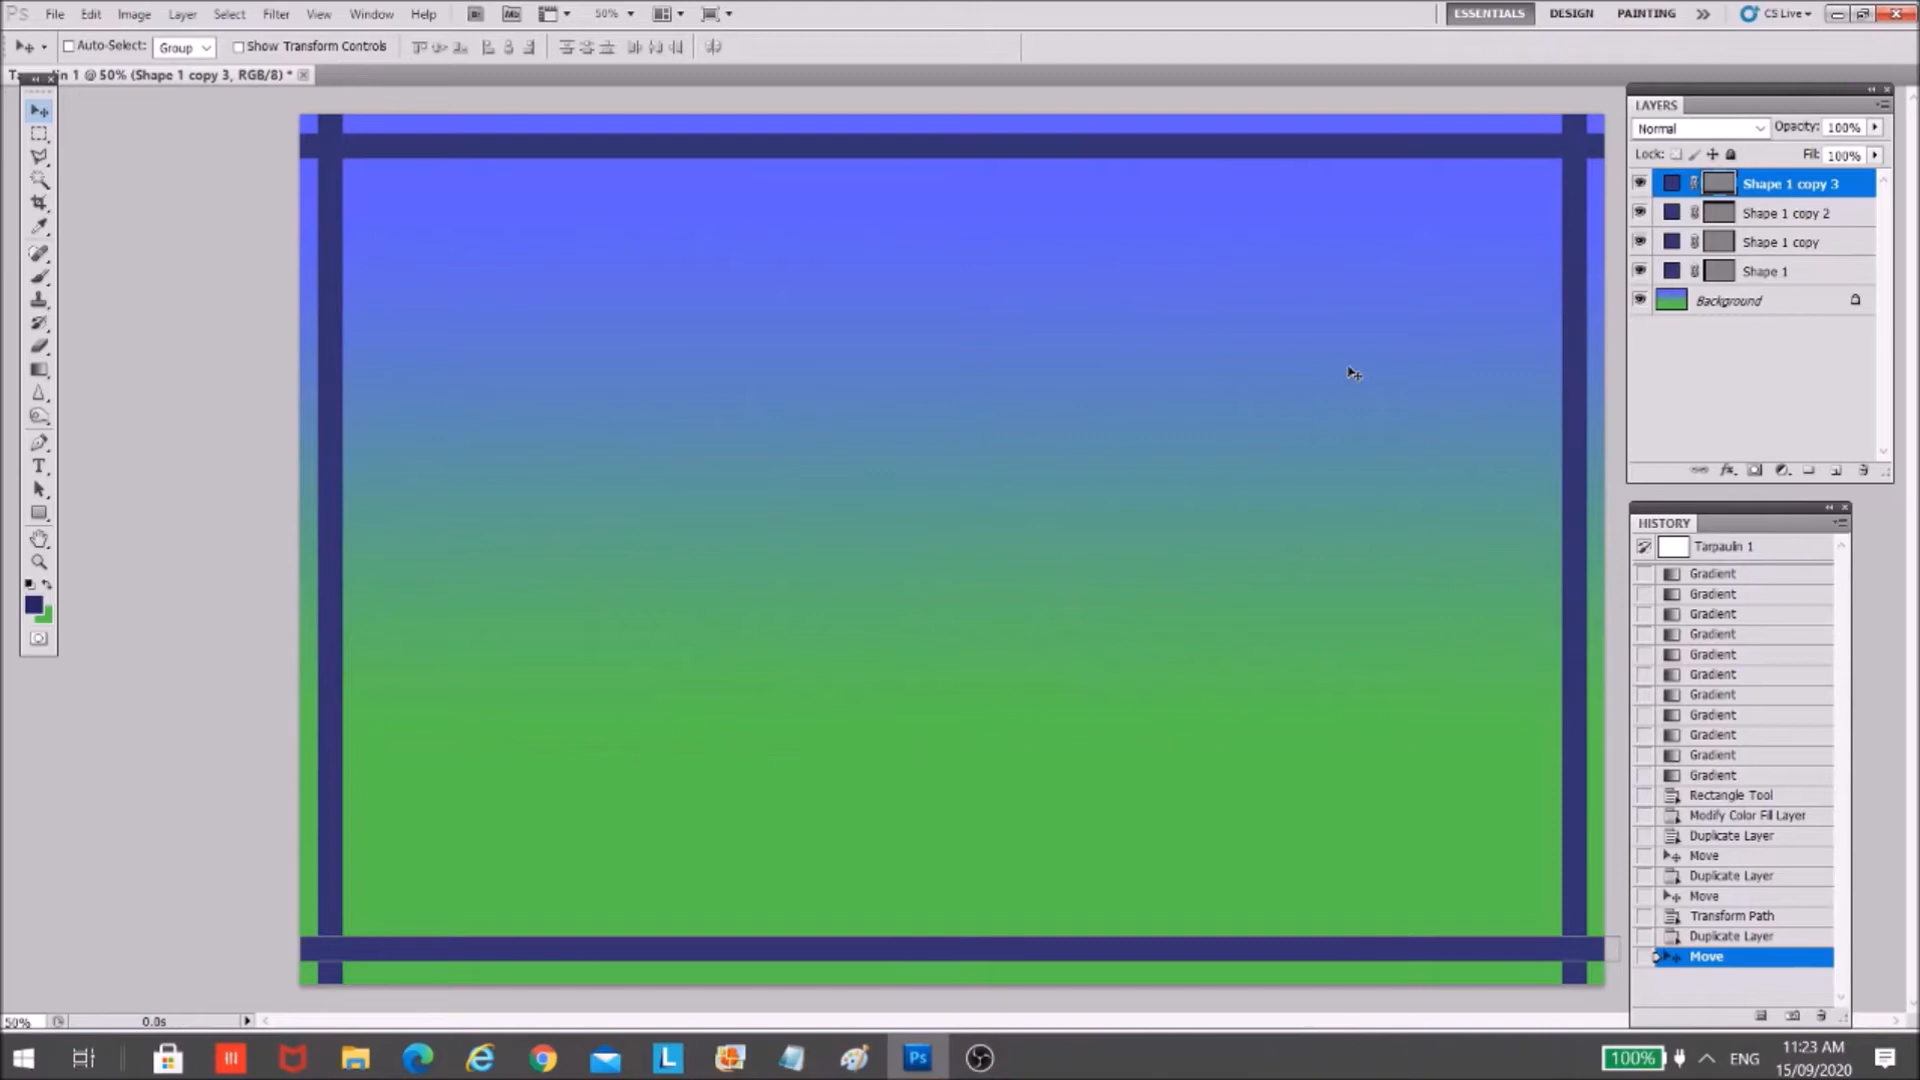 PS File Edit Image Layer Select Filter View Window Help Br Mb 50% ESSENTIALS DESIGN PAINTING CS Live
Auto-Select: Group Show Transform Controls
1 @ 50% (Shape 1 copy 3, RGB/8) *
LAYERS
Normal Opacity: 100%
Lock: Fill: 100%
Shape 1 copy 3
Shape 1 copy 2
Shape 1 copy
Shape 1
Background
HISTORY
Tarpaulin 1
Gradient
Gradient
Gradient
Gradient
Gradient
Gradient
Gradient
Gradient
Gradient
Gradient
Gradient
Rectangle Tool
Modify Color Fill Layer
Duplicate Layer
Move
Duplicate Layer
Move
Transform Path
Duplicate Layer
Move
T
50% 0.0s
L Ps 100% ENG 11:23 AM
15/09/2020